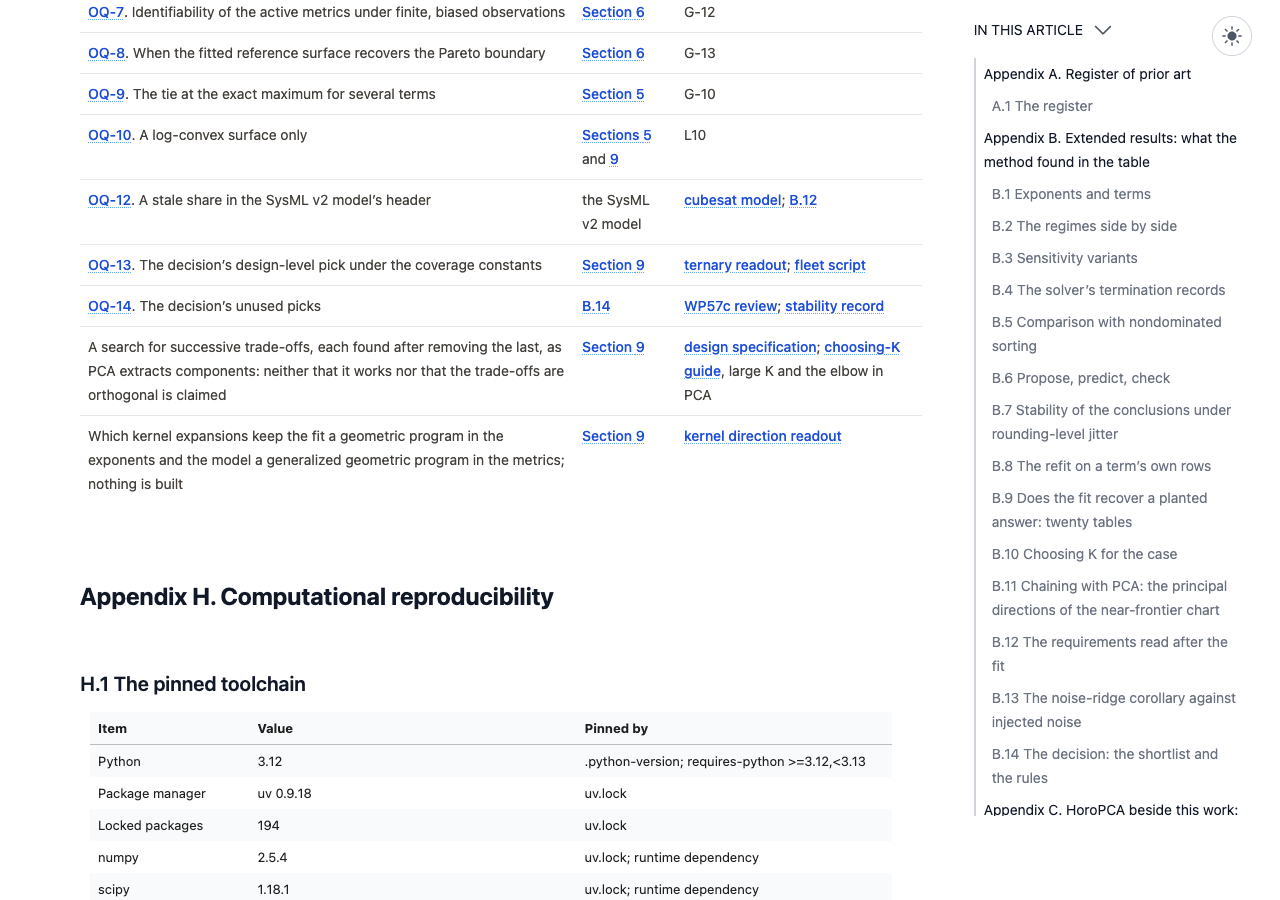 OQ-7. Identifiability of the active metrics under finite, biased observations Section 6 G-12
OQ-8. When the fitted reference surface recovers the Pareto boundary Section 6 G-13
OQ-9. The tie at the exact maximum for several terms Section 5 G-10
OQ-10. A log-convex surface only Sections 5 L10
and 9
OQ-12. A stale share in the SysML v2 model’s header the SysML cubesat model; B.12
v2 model
OQ-13. The decision’s design-level pick under the coverage constants Section 9 ternary readout; fleet script
OQ-14. The decision’s unused picks B.14 WP57c review; stability record
A search for successive trade-offs, each found after removing the last, as Section 9 design specification; choosing-K
PCA extracts components: neither that it works nor that the trade-offs are guide, large K and the elbow in
orthogonal is claimed PCA
Which kernel expansions keep the fit a geometric program in the Section 9 kernel direction readout
exponents and the model a generalized geometric program in the metrics;
nothing is built
Appendix H. Computational reproducibility
H.1 The pinned toolchain
Item Value Pinned by
Python 3.12 .python-version; requires-python >=3.12,<3.13
Package manager uv 0.9.18 uv.lock
Locked packages 194 uv.lock
numpy 2.5.4 uv.lock; runtime dependency
scipy 1.18.1 uv.lock; runtime dependency
IN THIS ARTICLE
Appendix A. Register of prior art
A.1 The register
Appendix B. Extended results: what the
method found in the table
B.1 Exponents and terms
B.2 The regimes side by side
B.3 Sensitivity variants
B.4 The solver’s termination records
B.5 Comparison with nondominated
sorting
B.6 Propose, predict, check
B.7 Stability of the conclusions under
rounding-level jitter
B.8 The refit on a term’s own rows
B.9 Does the fit recover a planted
answer: twenty tables
B.10 Choosing K for the case
B.11 Chaining with PCA: the principal
directions of the near-frontier chart
B.12 The requirements read after the
fit
B.13 The noise-ridge corollary against
injected noise
B.14 The decision: the shortlist and
the rules
Appendix C. HoroPCA beside this work: